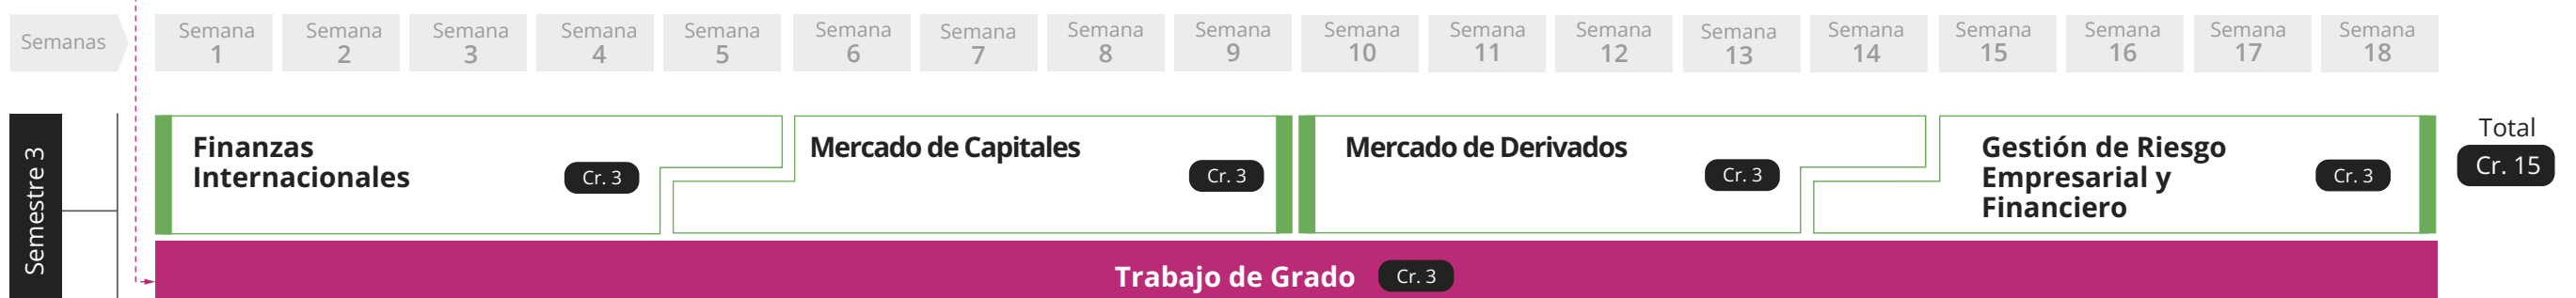 Semanas
Semana
1
Semana
2
Semana
3
Semana
4
Semana
5
Semana
6
Semana
7
Semana
8
Semana
9
Semana
10
Semana
11
Semana
12
Semana
13
Semana
14
Semana
15
Semana
16
Semana
17
Semana
18
Semestre 3
Finanzas
Internacionales
Cr. 3
Mercado de Capitales
Cr. 3
Mercado de Derivados
Cr. 3
Gestión de Riesgo
Empresarial y
Financiero
Cr. 3
Total
Cr. 15
Trabajo de Grado
Cr. 3